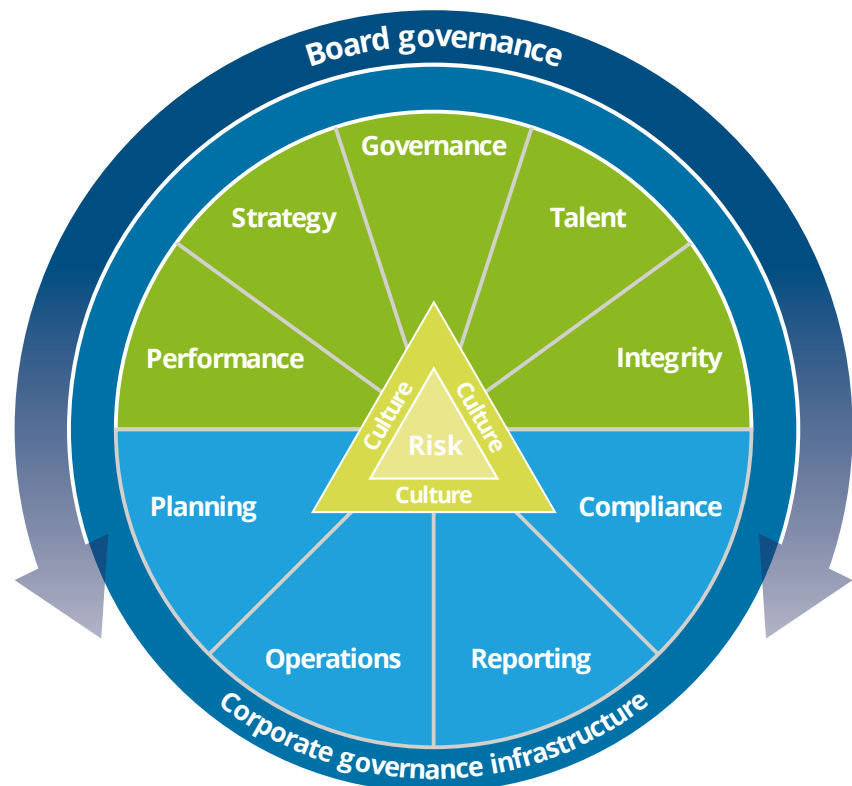 Board governance
Governance
Strategy
Talent
Performance
Integrity
Culture
Culture
Risk
Culture
Planning
Compliance
Operations
Reporting
Corporate governance infrastructure